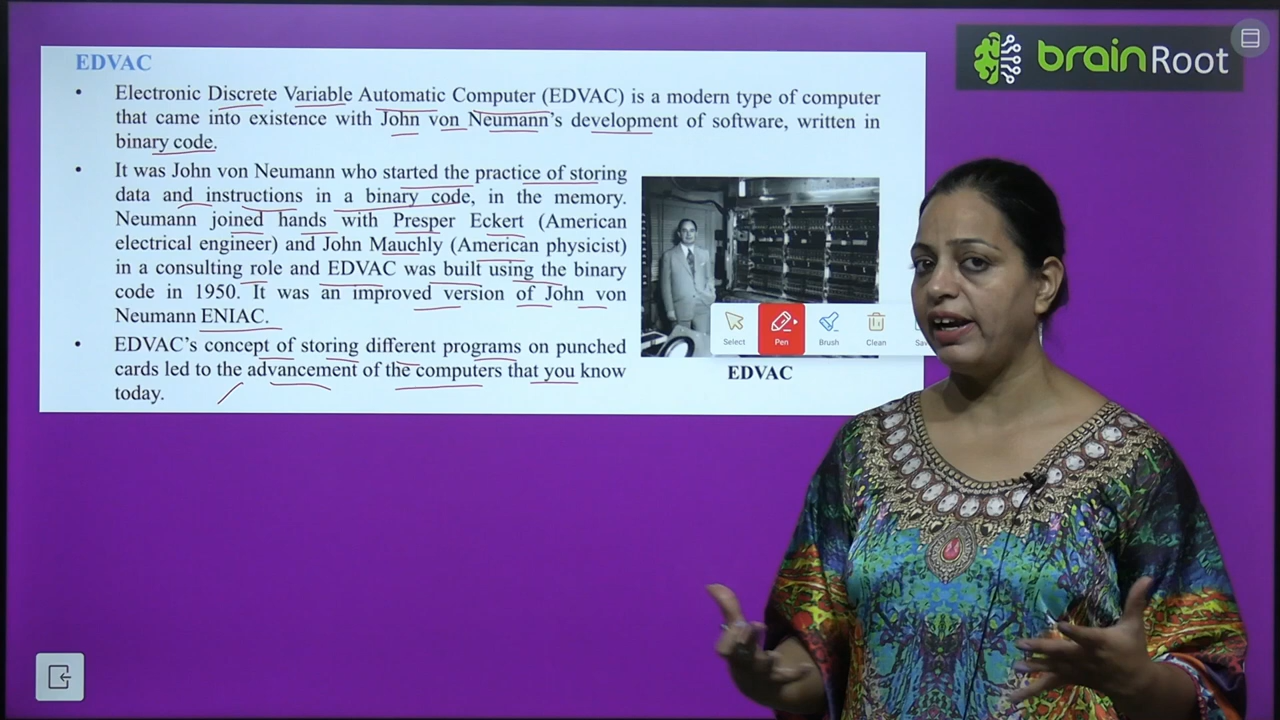 EDVAC
brainRoot
• Electronic Discrete Variable Automatic Computer (EDVAC) is a modern type of computer
that came into existence with John von Neumann's development of software, written in
binary code.
• It was John von Neumann who started the practice of storing
data and instructions in a binary code, in the memory.
Neumann joined hands with Presper Eckert (American
electrical engineer) and John Mauchly (American physicist)
in a consulting role and EDVAC was built using the binary
code in 1950. It was an improved version of John von
Neumann ENIAC.
• EDVAC's concept of storing different programs on punched
cards led to the advancement of the computers that you know
today.
Select Pen Brush Clean
EDVAC